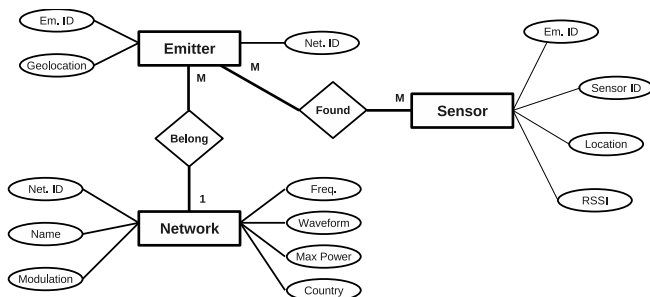 Em. ID
Emitter
Net. ID
Geolocation
M
M
Em. ID
Sensor ID
Found
M
Sensor
Belong
Location
Net. ID
1
Freq.
RSSI
Name
Network
Waveform
Modulation
Max Power
Country